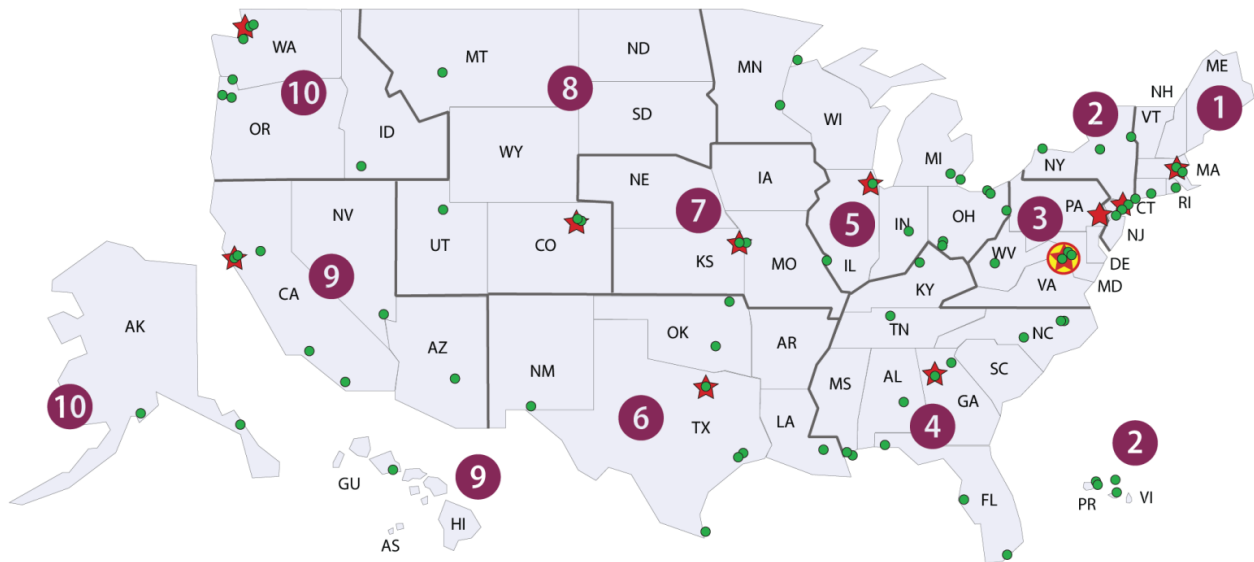 ME
NH
1
2
VT
WA
MT
ND
MN
8
10
WI
OR
SD
ID
MI
NY
MA
WY
IA
CT
RI
NE
PA
7
3
NV
5
IN
OH
NJ
UT
CO
KS
MO
IL
WV
DE
9
VA
MD
CA
KY
AK
TN
NC
OK
AR
AZ
NM
MS
AL
SC
GA
10
6
TX
LA
4
2
9
GU
FL
PR
VI
HI
AS